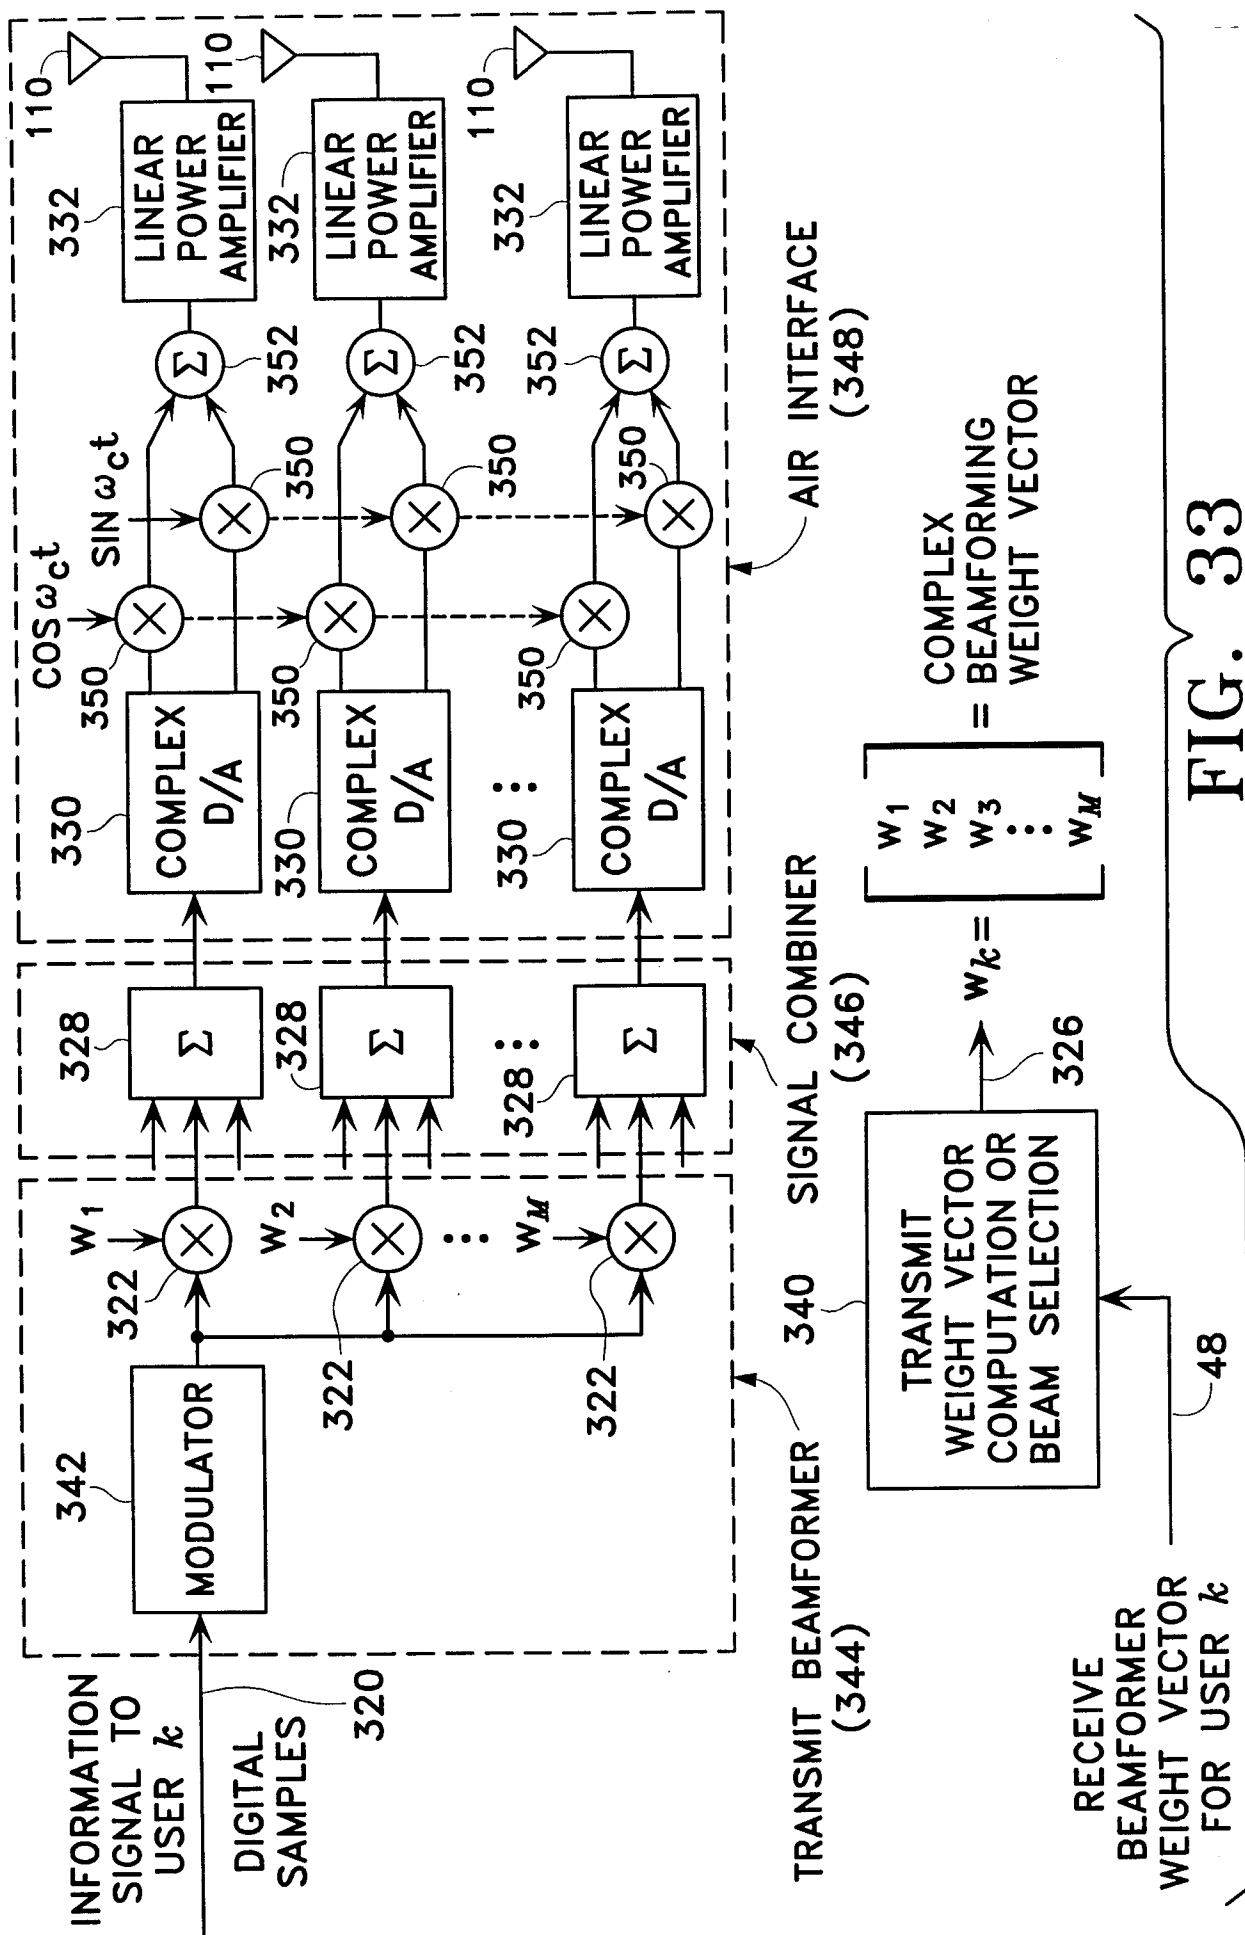 INFORMATION
SIGNAL TO
USER k
DIGITAL
SAMPLES
320
342
MODULATOR
W1
322
W2
322
WM
322
328
Σ
328
Σ
328
Σ
330
COMPLEX
D/A
330
COMPLEX
D/A
330
COMPLEX
D/A
COS ωct
SIN ωct
350
350
350
350
350
350
Σ
352
Σ
352
Σ
352
332
LINEAR
POWER
AMPLIFIER
332
LINEAR
POWER
AMPLIFIER
332
LINEAR
POWER
AMPLIFIER
110
110
110
TRANSMIT BEAMFORMER
(344)
SIGNAL COMBINER
(346)
AIR INTERFACE
(348)
340
TRANSMIT
WEIGHT VECTOR
COMPUTATION OR
BEAM SELECTION
326
48
RECEIVE
BEAMFORMER
WEIGHT VECTOR
FOR USER k
Wk =
W1
W2
W3
WM
= COMPLEX
BEAMFORMING
WEIGHT VECTOR
FIG. 33